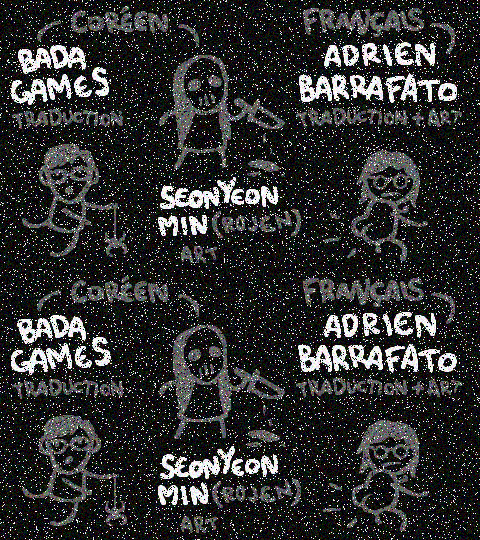 CORÉEN
BADA
GAMES
TRADUCTION
SEONYEON
MIN (ROJEN)
ART
FRANÇAIS
ADRIEN
BARRAFATO
TRADUCTION + ART
CORÉEN
BADA
GAMES
TRADUCTION
SEONYEON
MIN (ROJEN)
ART
FRANÇAIS
ADRIEN
BARRAFATO
TRADUCTION + ART